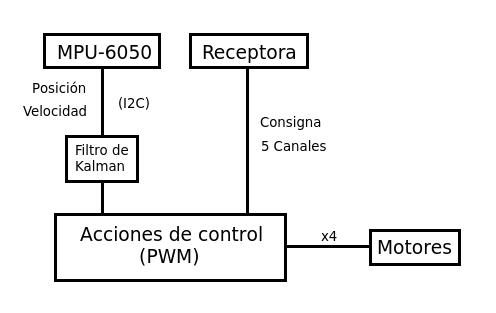 MPU-6050
Receptora
Posición
Velocidad
(I2C)
Consigna
5 Canales
Filtro de
Kalman
Acciones de control
(PWM)
x4
Motores